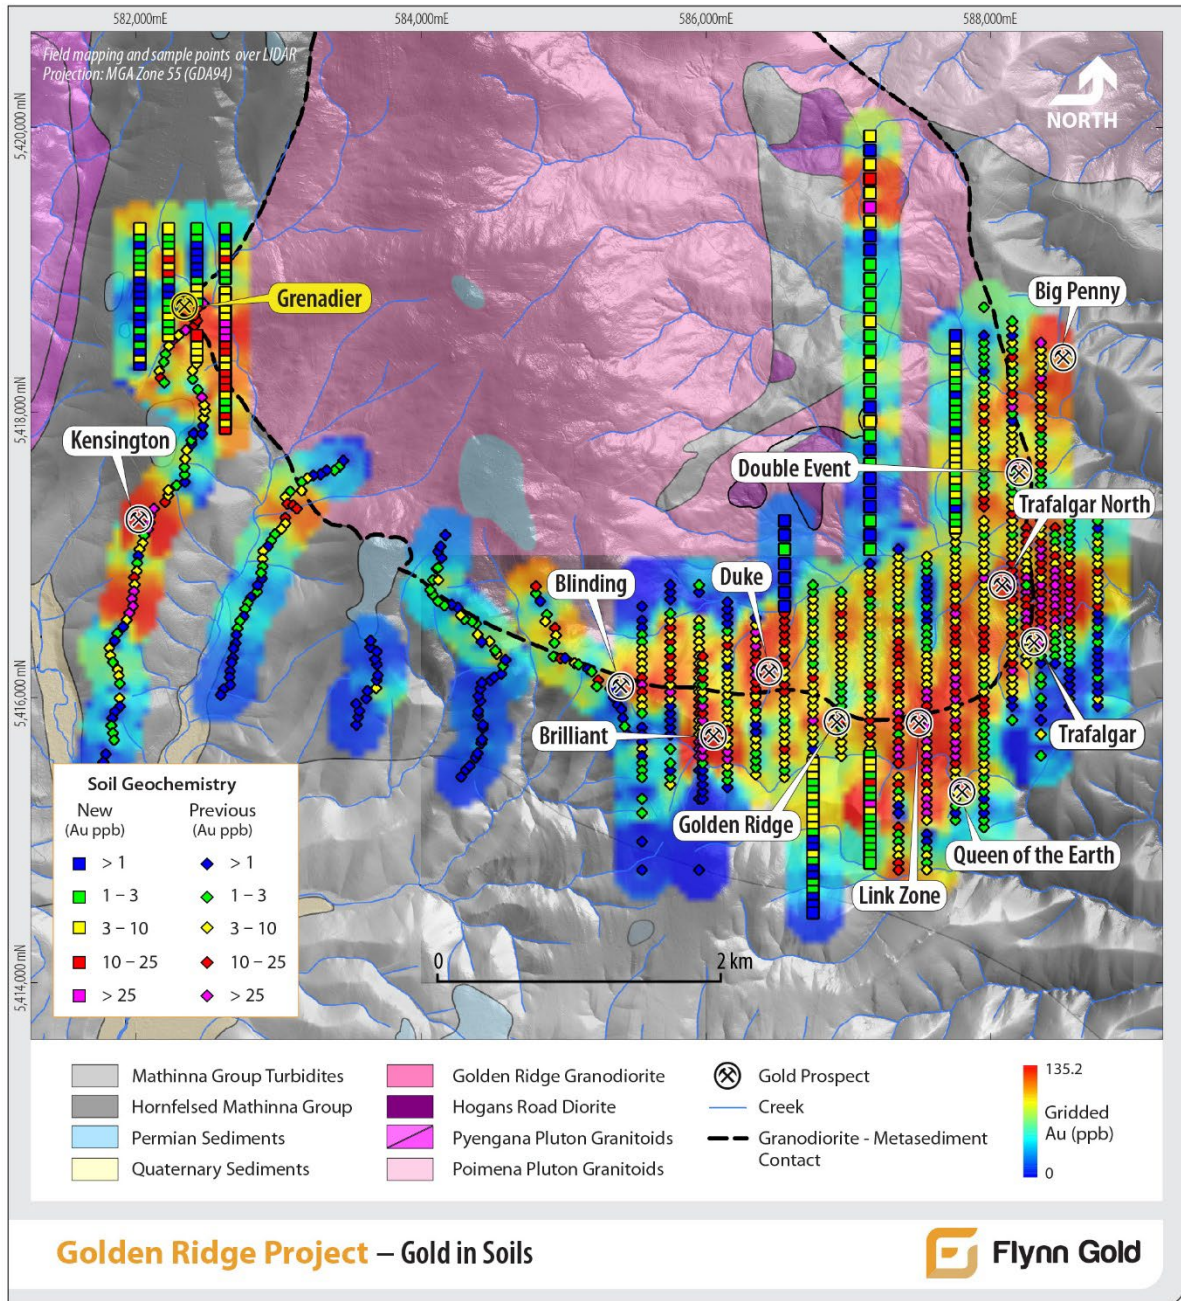 582,000mE
584,000mE
586,000mE
588,000mE
Field mapping and sample points over LIDAR
Projection: MGA Zone 55 (GDA94)
NORTH
5,420,000 mN
5,418,000 mN
5,416,000 mN
5,414,000 mN
Grenadier
Big Penny
Kensington
Double Event
Trafalgar North
Blinding
Duke
Brilliant
Trafalgar
Golden Ridge
Queen of the Earth
Link Zone
0
2 km
Soil Geochemistry
New
(Au ppb)
Previous
(Au ppb)
> 1
> 1
1 – 3
1 – 3
3 – 10
3 – 10
10 – 25
10 – 25
> 25
> 25
Mathinna Group Turbidites
Hornfelsed Mathinna Group
Permian Sediments
Quaternary Sediments
Golden Ridge Granodiorite
Hogans Road Diorite
Pyengana Pluton Granitoids
Poimena Pluton Granitoids
Gold Prospect
Creek
Granodiorite - Metasediment
Contact
135.2
Gridded
Au (ppb)
0
Golden Ridge Project – Gold in Soils
Flynn Gold